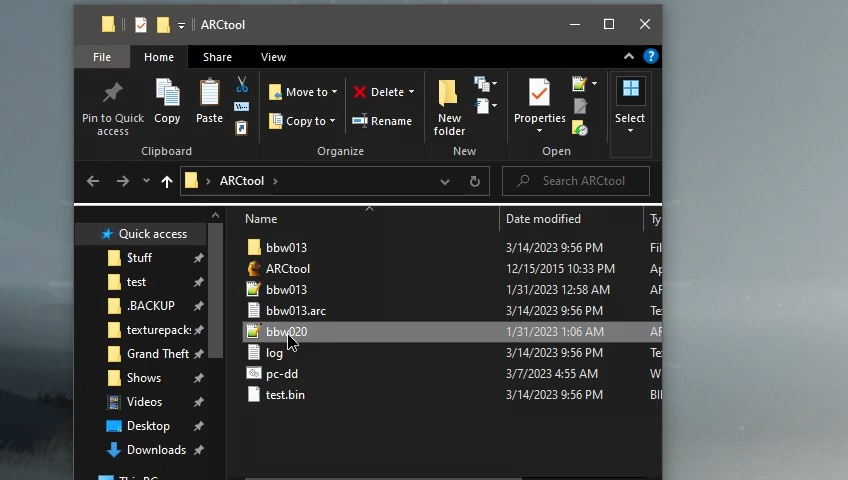 ARCtool
File Home Share View
Pin to Quick access
Copy
Paste
Clipboard
Move to
Copy to
Delete
Rename
Organize
New folder
New
Properties
Open
Select
ARCtool
Search ARCtool
Name Date modified Ty
Quick access
$tuff
test
.BACKUP
texturepacks
Grand Theft
Shows
Videos
Desktop
Downloads
This PC
bbw013 3/14/2023 9:56 PM Fil
ARCtool 12/15/2015 10:33 PM Ap
bbw013 1/31/2023 12:58 AM AR
bbw013.arc 3/14/2023 9:56 PM Te
bbw020 1/31/2023 1:06 AM AR
log 3/14/2023 9:56 PM Te
pc-dd 3/7/2023 4:55 AM W
test.bin 3/14/2023 9:56 PM BI